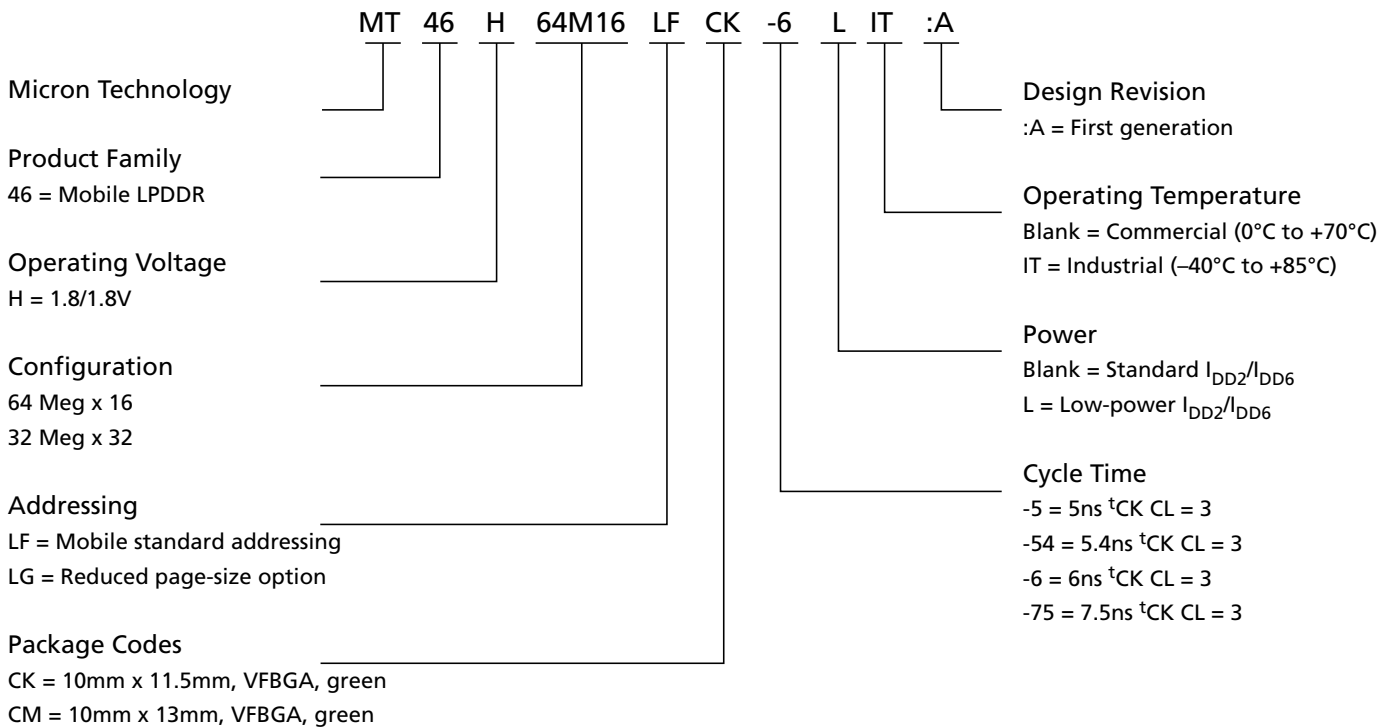 MT 46 H 64M16 LF CK -6 L IT :A
Micron Technology
Product Family
46 = Mobile LPDDR
Operating Voltage
H = 1.8/1.8V
Configuration
64 Meg x 16
32 Meg x 32
Addressing
LF = Mobile standard addressing
LG = Reduced page-size option
Package Codes
CK = 10mm x 11.5mm, VFBGA, green
CM = 10mm x 13mm, VFBGA, green
Design Revision
:A = First generation
Operating Temperature
Blank = Commercial (0°C to +70°C)
IT = Industrial (–40°C to +85°C)
Power
Blank = Standard IDD2/IDD6
L = Low-power IDD2/IDD6
Cycle Time
-5 = 5ns tCK CL = 3
-54 = 5.4ns tCK CL = 3
-6 = 6ns tCK CL = 3
-75 = 7.5ns tCK CL = 3